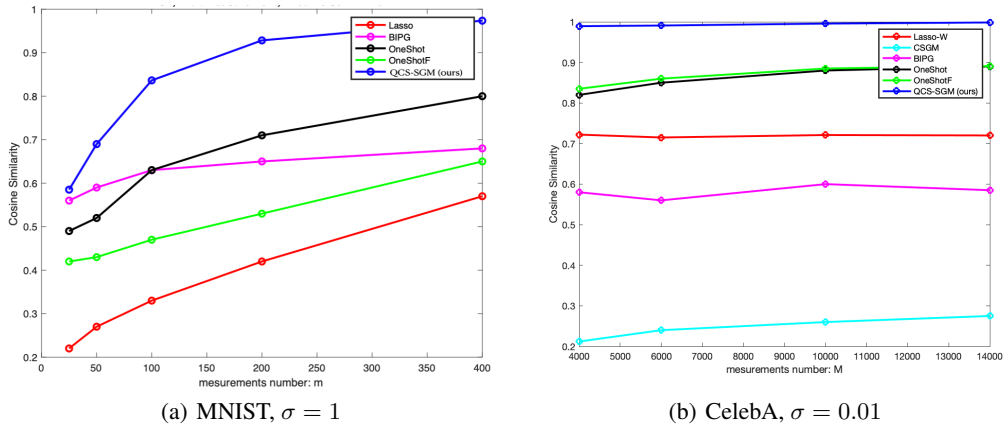 1
0.9
0.8
0.7
0.6
0.5
0.4
0.3
0.2
0 50 100 150 200 250 300 350 400
Cosine Similarity
mesurements number: m
Lasso
BIPG
OneShot
OneShotF
QCS-SGM (ours)
(a) MNIST, σ = 1
1
0.9
0.8
0.7
0.6
0.5
0.4
0.3
0.2
4000 5000 6000 7000 8000 9000 10000 11000 12000 13000 14000
Cosine Similarity
mesurements number: M
Lasso-W
CSGM
BIPG
OneShot
OneShotF
QCS-SGM (ours)
(b) CelebA, σ = 0.01